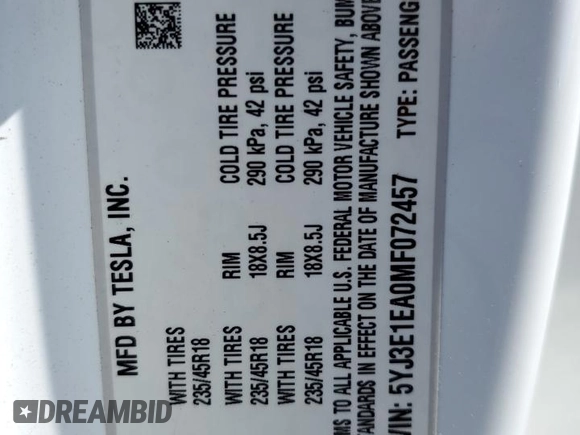 MFD BY TESLA, INC.
WITH TIRES
235/45R18
WITH TIRES RIM COLD TIRE PRESSURE
235/45R18 18X8.5J 290 kPa, 42 psi
WITH TIRES RIM COLD TIRE PRESSURE
235/45R18 18X8.5J 290 kPa, 42 psi
TO ALL APPLICABLE U.S. FEDERAL MOTOR VEHICLE SAFETY,
IN EFFECT ON THE DATE OF MANUFACTURE SHOWN ABOVE
VIN: 5YJ3E1EA0MF072457 TYPE: PASSENG
DREAMBID